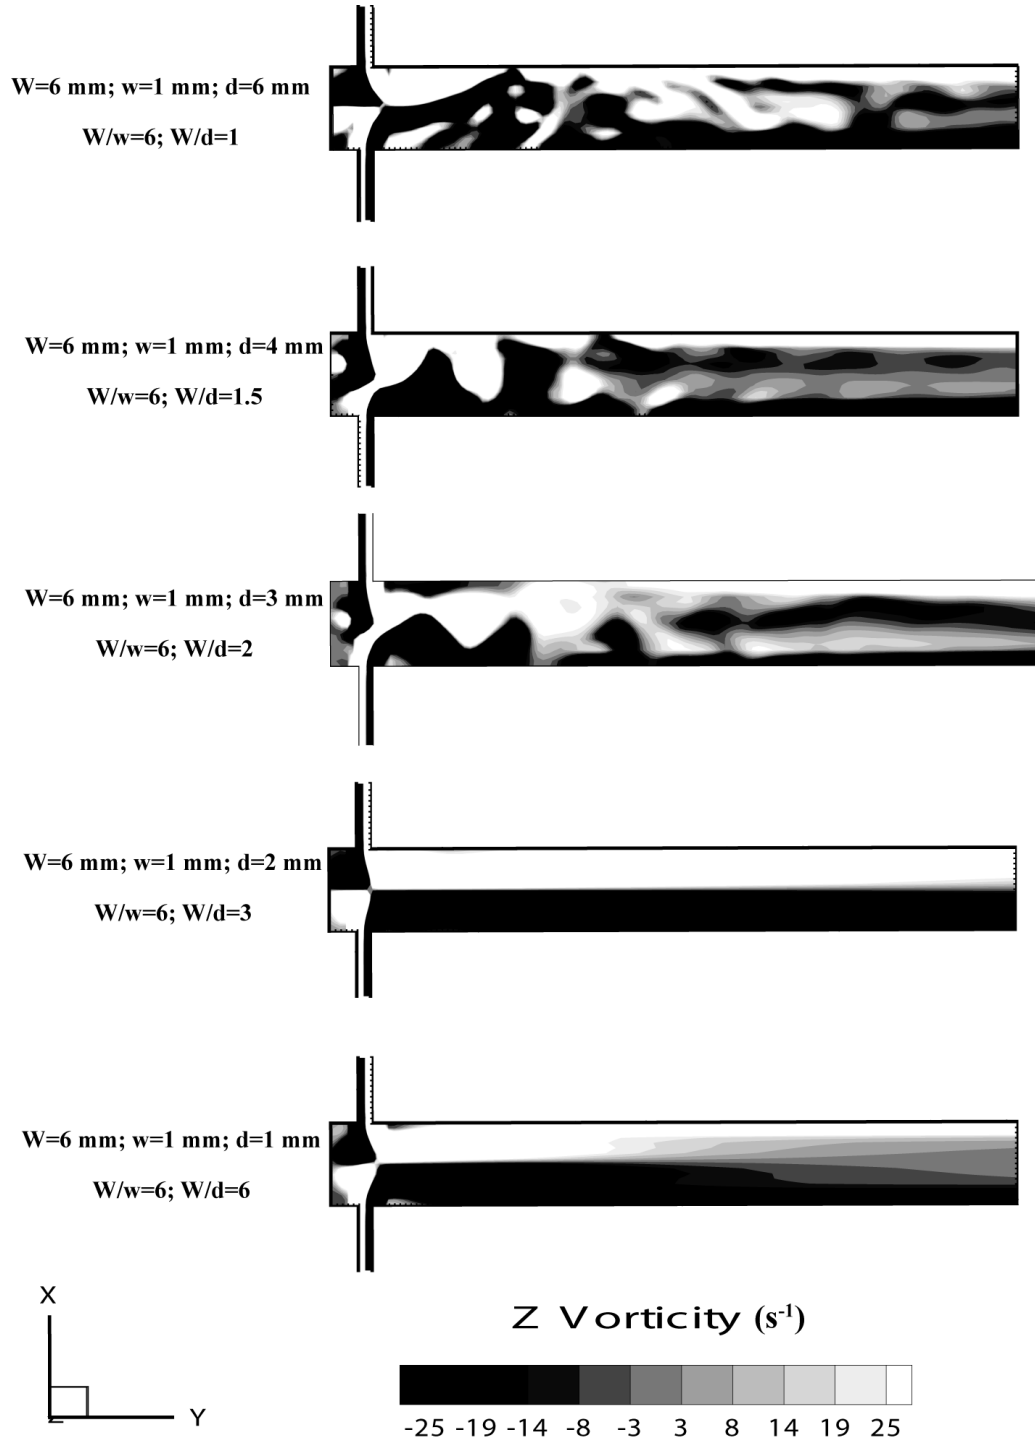 W=6 mm; w=1 mm; d=6 mm
W/w=6; W/d=1
W=6 mm; w=1 mm; d=4 mm
W/w=6; W/d=1.5
W=6 mm; w=1 mm; d=3 mm
W/w=6; W/d=2
W=6 mm; w=1 mm; d=2 mm
W/w=6; W/d=3
W=6 mm; w=1 mm; d=1 mm
W/w=6; W/d=6
X
Z
Y
Z Vorticity (s⁻¹)
-25 -19 -14 -8 -3 3 8 14 19 25